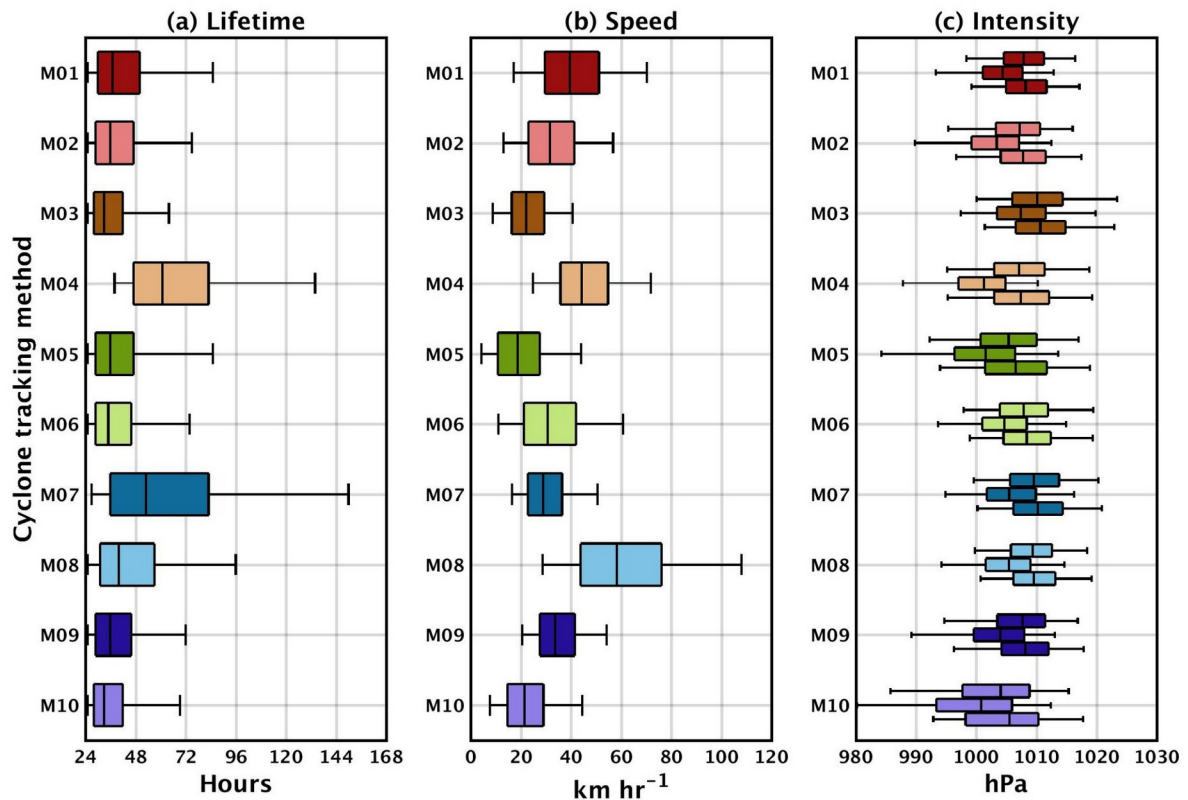 (a) Lifetime
(b) Speed
(c) Intensity
Cyclone tracking method
M01
M02
M03
M04
M05
M06
M07
M08
M09
M10
24 48 72 96 120 144 168
Hours
M01
M02
M03
M04
M05
M06
M07
M08
M09
M10
0 20 40 60 80 100 120
km hr⁻¹
M01
M02
M03
M04
M05
M06
M07
M08
M09
M10
980 990 1000 1010 1020 1030
hPa